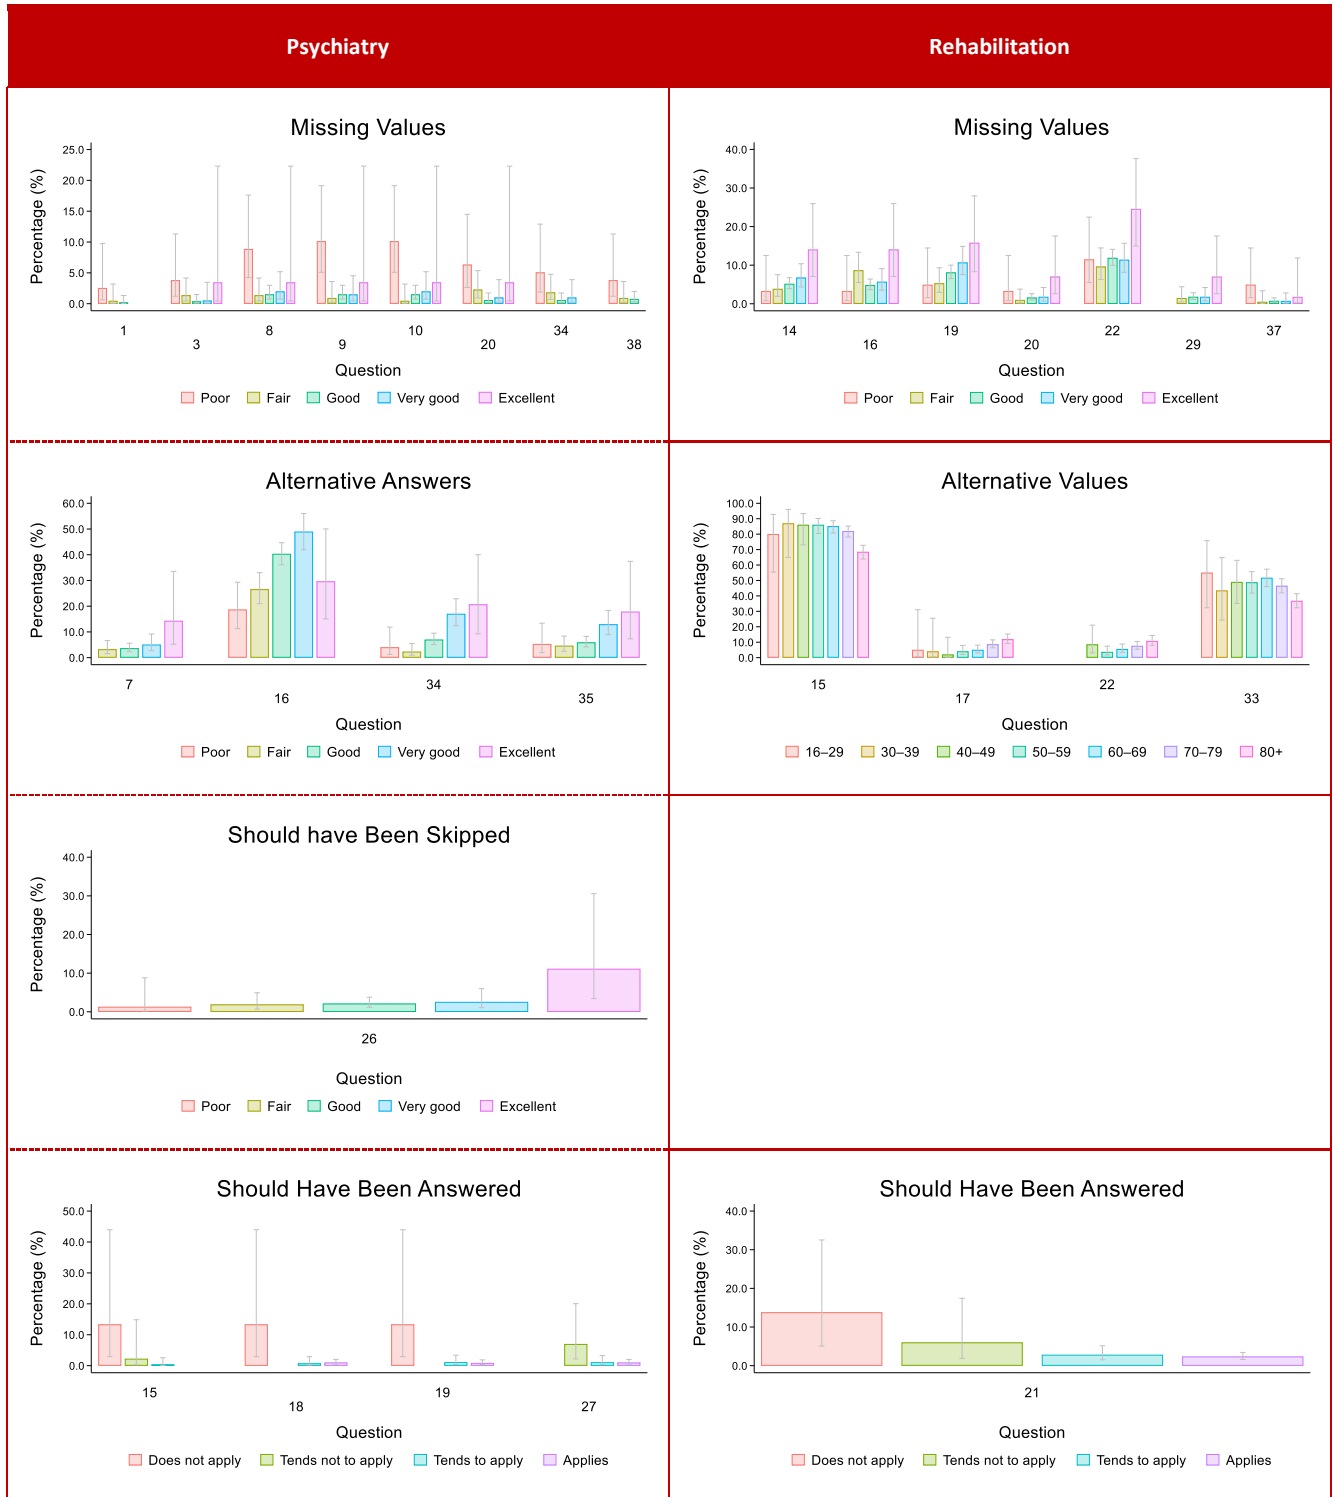 Psychiatry
Rehabilitation
Missing Values
Percentage (%)
25.0
20.0
15.0
10.0
5.0
0.0
1
3
8
9
10
20
34
38
Question
Poor Fair Good Very good Excellent
Missing Values
Percentage (%)
40.0
30.0
20.0
10.0
0.0
14
16
19
20
22
29
37
Question
Poor Fair Good Very good Excellent
Alternative Answers
Percentage (%)
60.0
50.0
40.0
30.0
20.0
10.0
0.0
7
16
34
35
Question
Poor Fair Good Very good Excellent
Alternative Values
Percentage (%)
100.0
90.0
80.0
70.0
60.0
50.0
40.0
30.0
20.0
10.0
0.0
15
17
22
33
Question
16–29 30–39 40–49 50–59 60–69 70–79 80+
Should have Been Skipped
Percentage (%)
40.0
30.0
20.0
10.0
0.0
26
Question
Poor Fair Good Very good Excellent
Should Have Been Answered
Percentage (%)
50.0
40.0
30.0
20.0
10.0
0.0
15
18
19
27
Question
Does not apply Tends not to apply Tends to apply Applies
Should Have Been Answered
Percentage (%)
40.0
30.0
20.0
10.0
0.0
21
Question
Does not apply Tends not to apply Tends to apply Applies